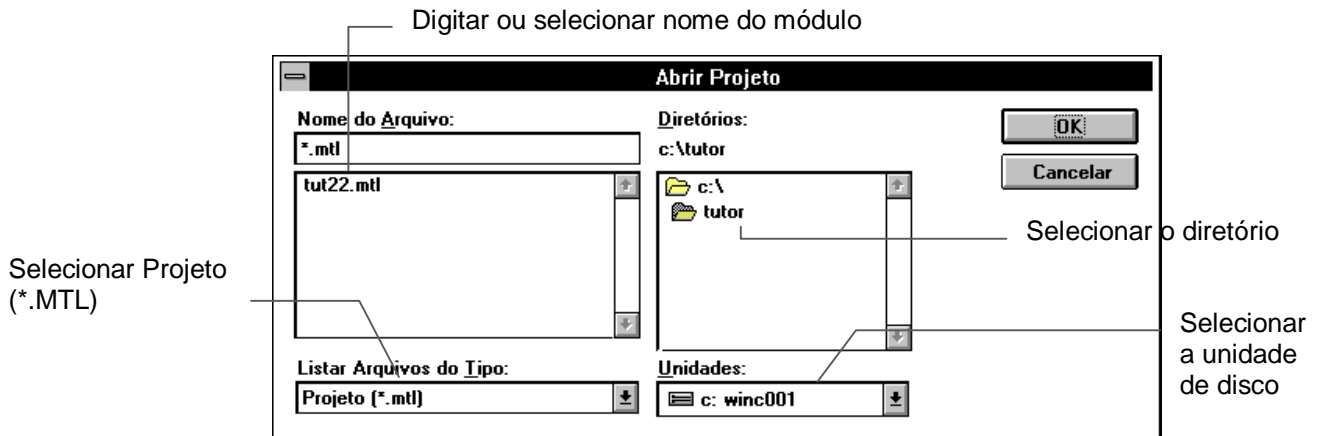 Digitar ou selecionar nome do módulo
Abrir Projeto
Nome do Arquivo:
*.mtl
tut22.mtl
Diretórios:
c:\tutor
c:\
tutor
OK
Cancelar
Selecionar o diretório
Selecionar Projeto
(*.MTL)
Selecionar
a unidade
de disco
Listar Arquivos do Tipo:
Projeto (*.mtl)
Unidades:
c: winc001